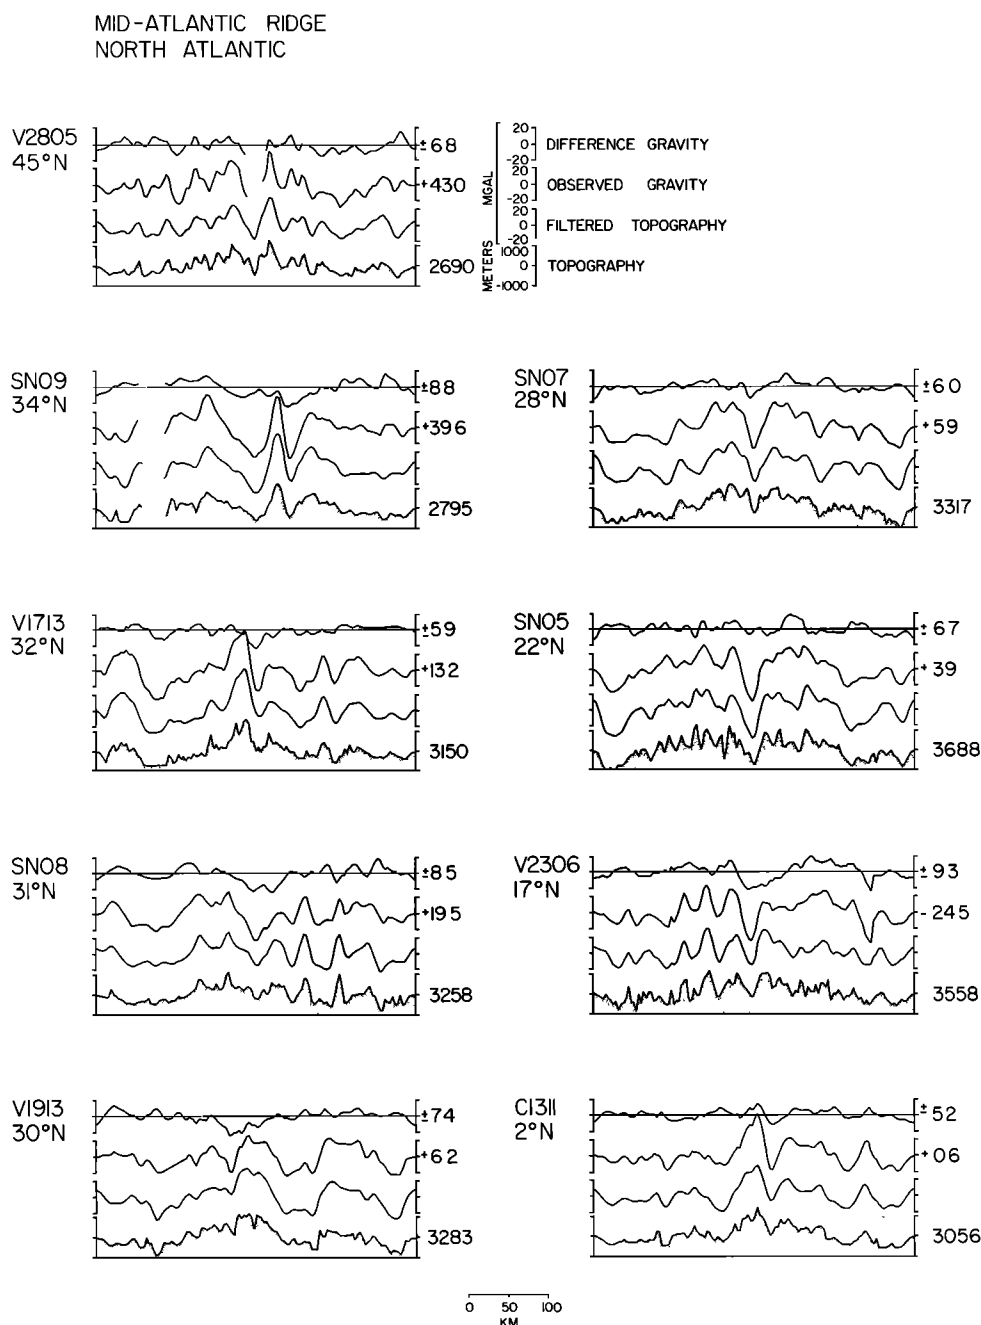 MID-ATLANTIC RIDGE
NORTH ATLANTIC
V2805
45°N
±68
+430
2690
MGAL
METERS
20
0
-20
DIFFERENCE GRAVITY
20
0
-20
OBSERVED GRAVITY
20
0
-20
FILTERED TOPOGRAPHY
1000
0
-1000
TOPOGRAPHY
SN09
34°N
±88
+396
2795
SN07
28°N
±60
+59
3317
V1713
32°N
±59
+132
3150
SN05
22°N
±67
+39
3688
SN08
31°N
±85
+195
3258
V2306
17°N
±93
-245
3558
V1913
30°N
±74
+62
3283
C1311
2°N
±52
+06
3056
0 50 100
KM